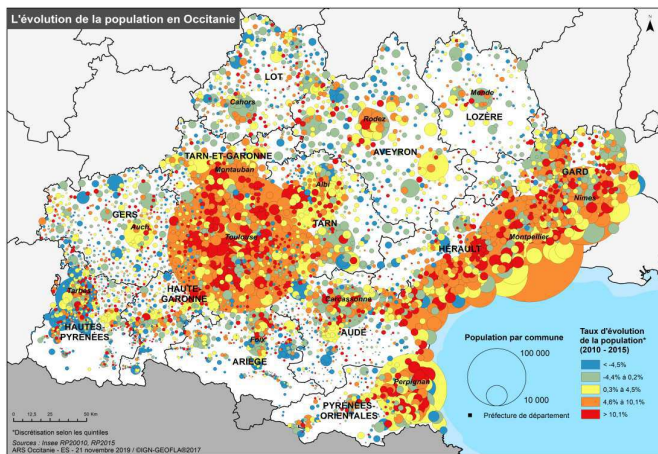 L'évolution de la population en Occitanie
N
LOT
Cahors
Mende
LOZÈRE
Rodez
AVEYRON
TARN-ET-GARONNE
Montauban
Albi
GARD
Nîmes
GERS
Auch
TARN
Toulouse
HÉRAULT
Montpellier
Tarbes
HAUTE-
GARONNE
Carcassonne
HAUTES-
PYRÉNÉES
AUDE
Foix
ARIÈGE
Perpignan
PYRÉNÉES-
ORIENTALES
Population par commune
100 000
10 000
Préfecture de département
Taux d'évolution
de la population*
(2010 - 2015)
< -4,5%
-4,4% à 0,2%
0,3% à 4,5%
4,6% à 10,1%
> 10,1%
0 12,5 25 50 Km
*Discrétisation selon les quintiles
Sources : Insee RP20010, RP2015
ARS Occitanie - ES - 21 novembre 2019 / ©IGN-GEOFLA®2017